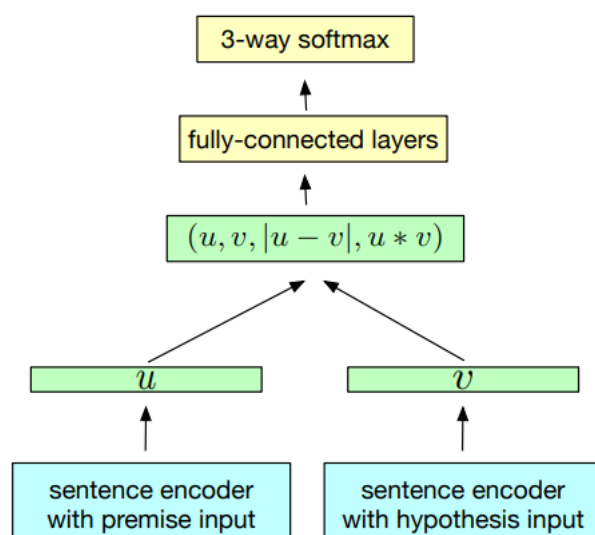 3-way softmax
fully-connected layers
(u, v, |u − v|, u ∗ v)
u
v
sentence encoder
with premise input
sentence encoder
with hypothesis input